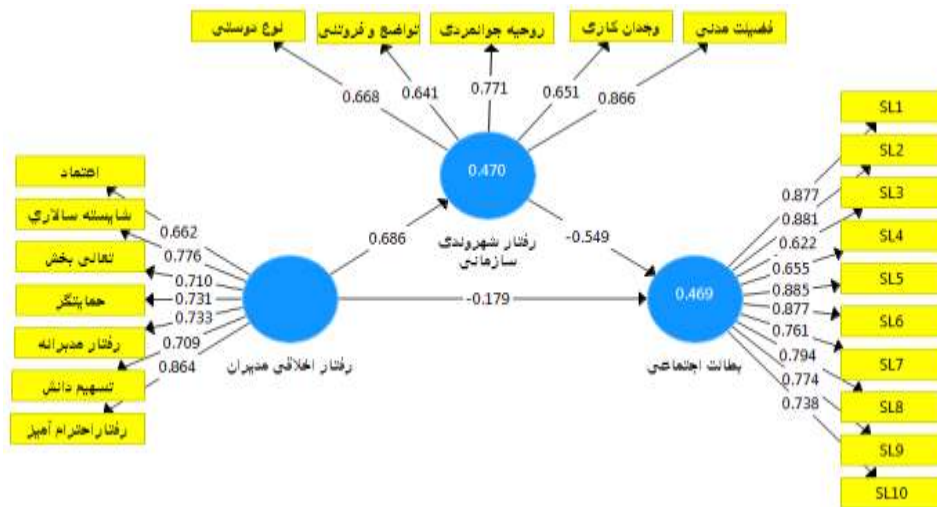 نوع دوستی
تواضع و فروتنی
روحیه جوانمردی
وجدان کاری
فضیلت مدنی
0.668
0.641
0.771
0.651
0.866
0.470
رفتار شهروندی
سازمانی
اعتماد
شایسته سالاری
تعالی بخش
حمایتگر
رفتار مدبرانه
تسهیم دانش
رفتار احترام آمیز
0.662
0.776
0.710
0.731
0.733
0.709
0.864
رفتار اخلاقی مدیران
0.686
-0.549
-0.179
0.469
بطالت اجتماعی
0.877
0.881
0.622
0.655
0.885
0.877
0.761
0.794
0.774
0.738
SL1
SL2
SL3
SL4
SL5
SL6
SL7
SL8
SL9
SL10